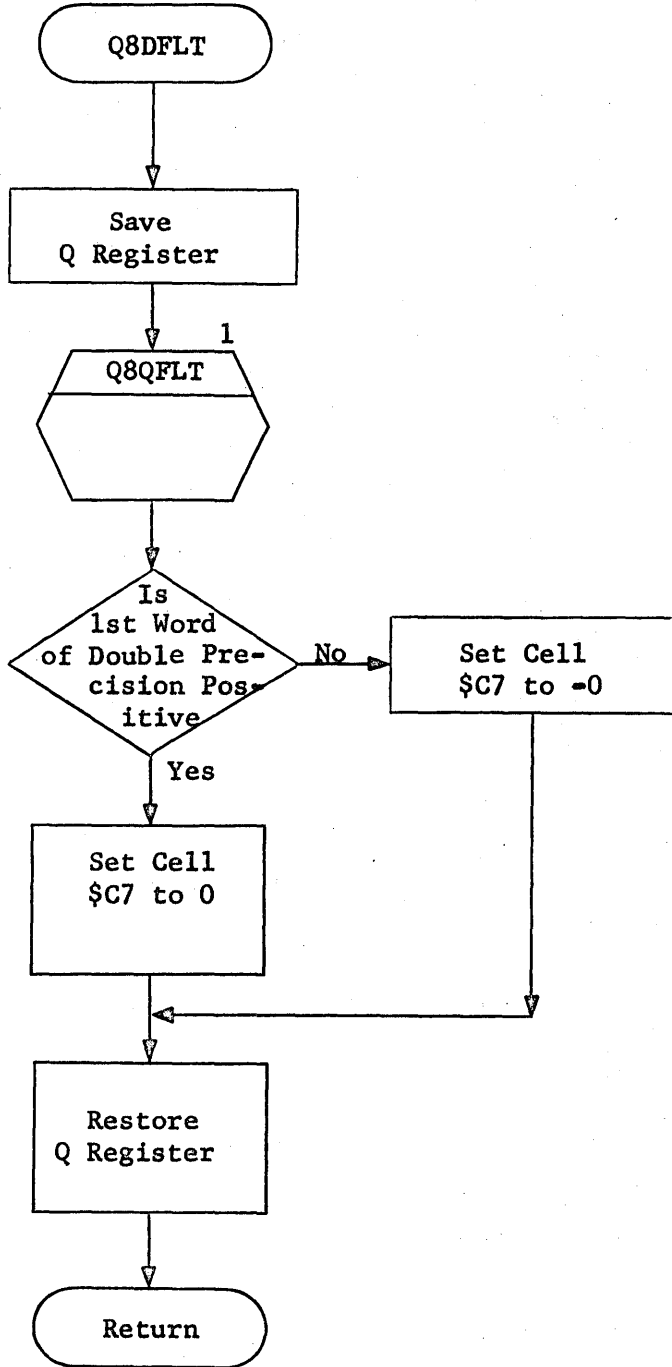 Q8DFLT
Save
Q Register
1
Q8QFLT
Is
1st Word
of Double Pre-
cision Pos-
itive
No
Set Cell
$C7 to -0
Yes
Set Cell
$C7 to 0
Restore
Q Register
Return